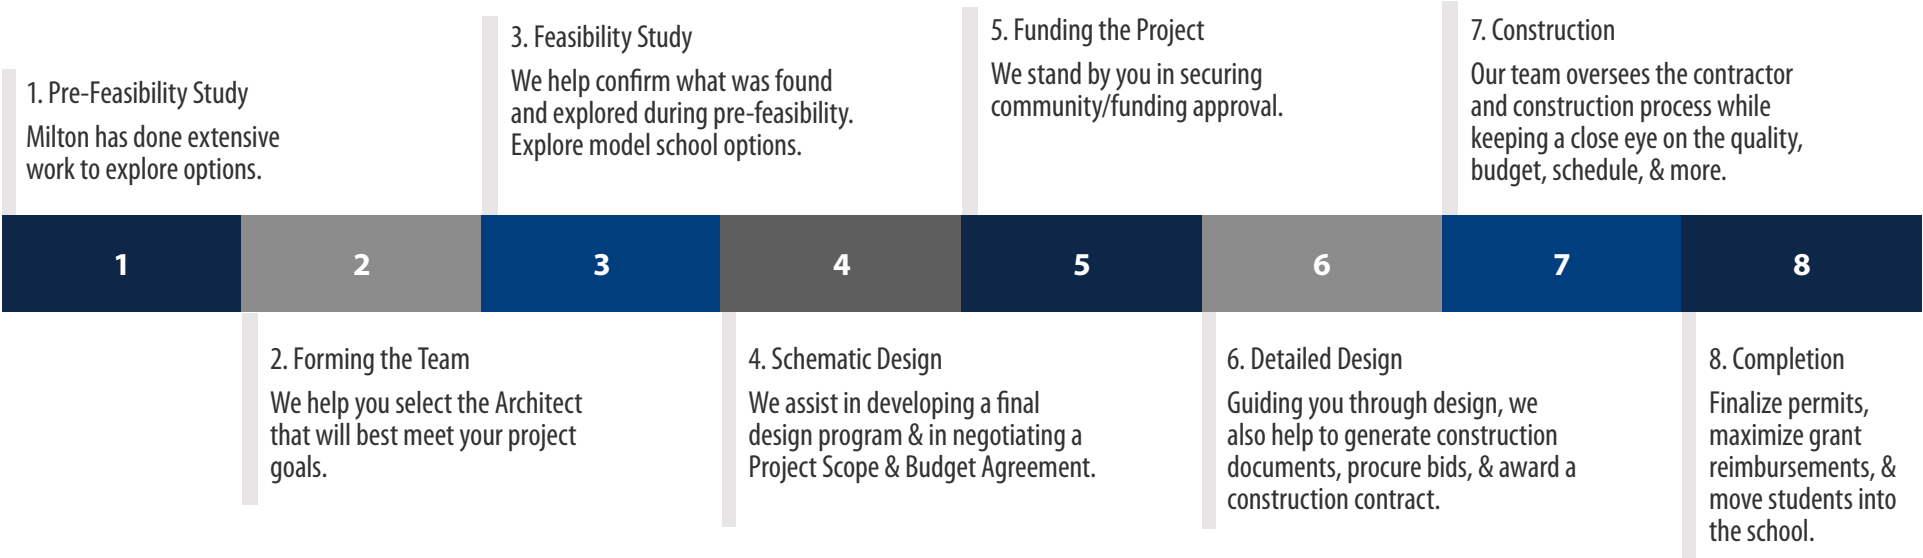 1. Pre-Feasibility Study
Milton has done extensive
work to explore options.
3. Feasibility Study
We help confirm what was found
and explored during pre-feasibility.
Explore model school options.
5. Funding the Project
We stand by you in securing
community/funding approval.
7. Construction
Our team oversees the contractor
and construction process while
keeping a close eye on the quality,
budget, schedule, & more.
1
2
3
4
5
6
7
8
2. Forming the Team
We help you select the Architect
that will best meet your project
goals.
4. Schematic Design
We assist in developing a final
design program & in negotiating a
Project Scope & Budget Agreement.
6. Detailed Design
Guiding you through design, we
also help to generate construction
documents, procure bids, & award a
construction contract.
8. Completion
Finalize permits,
maximize grant
reimbursements, &
move students into
the school.